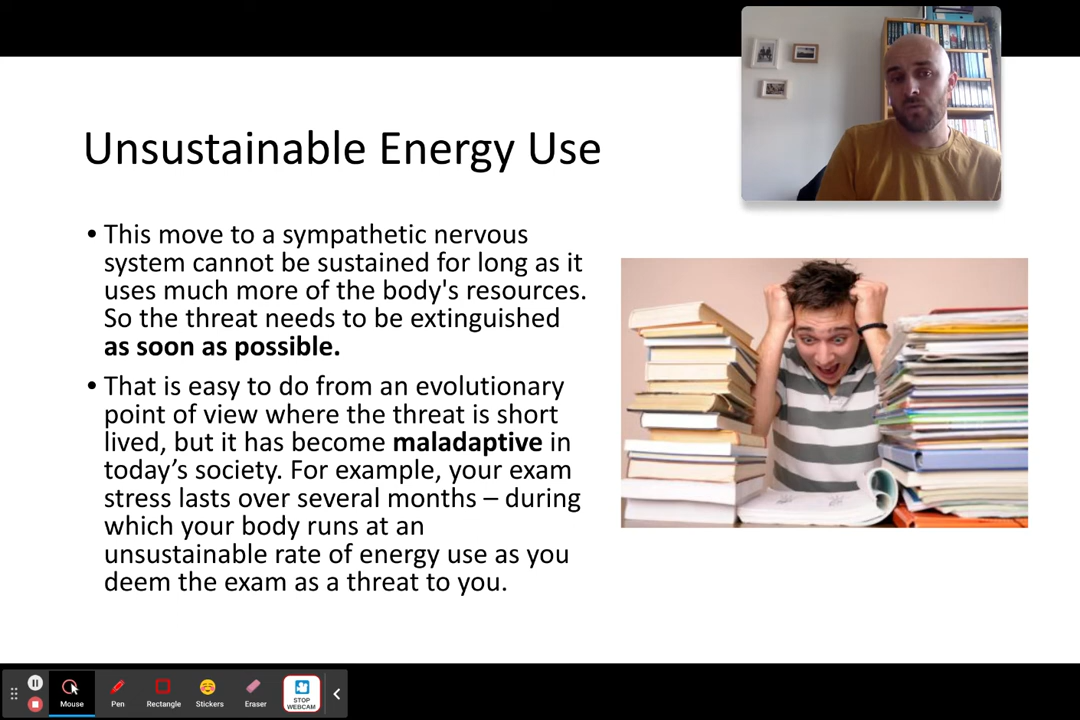 Unsustainable Energy Use
• This move to a sympathetic nervous
system cannot be sustained for long as it
uses much more of the body's resources.
So the threat needs to be extinguished
as soon as possible.
• That is easy to do from an evolutionary
point of view where the threat is short
lived, but it has become maladaptive in
today’s society. For example, your exam
stress lasts over several months – during
which your body runs at an
unsustainable rate of energy use as you
deem the exam as a threat to you.
Mouse
Pen
Rectangle
Stickers
Eraser
STOP
WEBCAM